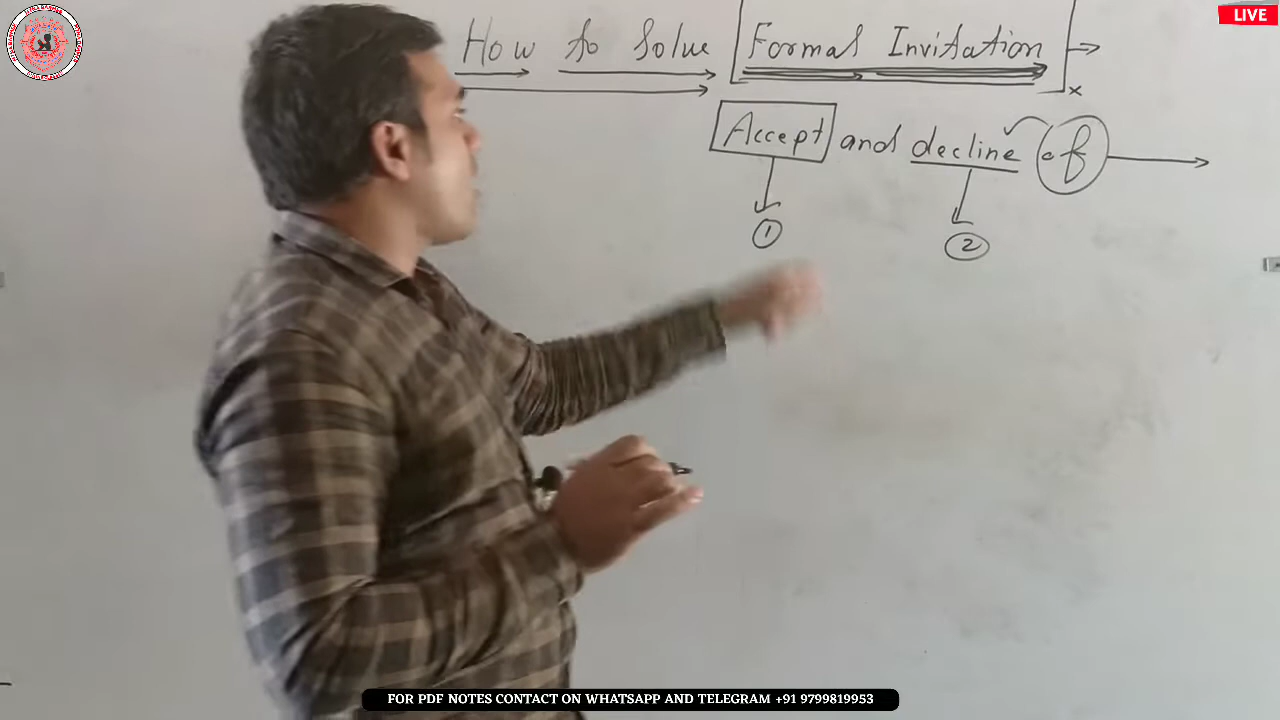 LIVE
How to Solve Formal Invitation
x
Accept and decline of
1
2
FOR PDF NOTES CONTACT ON WHATSAPP AND TELEGRAM +91 9799819953